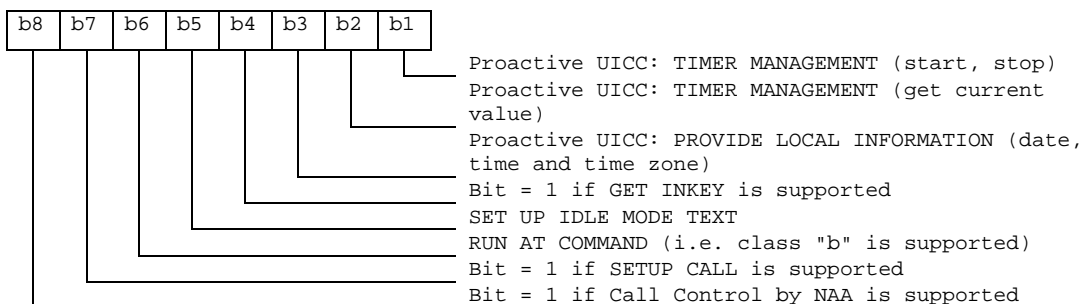 b8 b7 b6 b5 b4 b3 b2 b1
Proactive UICC: TIMER MANAGEMENT (start, stop)
Proactive UICC: TIMER MANAGEMENT (get current
value)
Proactive UICC: PROVIDE LOCAL INFORMATION (date,
time and time zone)
Bit = 1 if GET INKEY is supported
SET UP IDLE MODE TEXT
RUN AT COMMAND (i.e. class "b" is supported)
Bit = 1 if SETUP CALL is supported
Bit = 1 if Call Control by NAA is supported